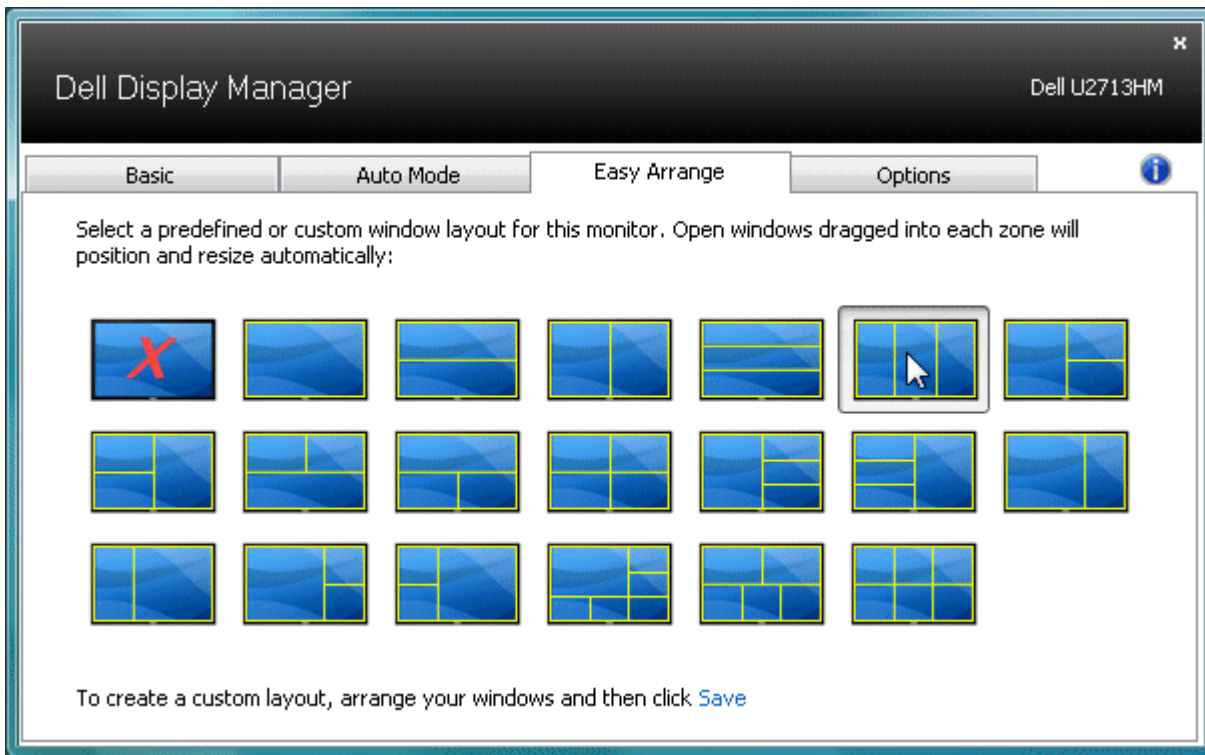 x
Dell Display Manager
Dell U2713HM
Basic
Auto Mode
Easy Arrange
Options
i
Select a predefined or custom window layout for this monitor. Open windows dragged into each zone will
position and resize automatically:
X
To create a custom layout, arrange your windows and then click Save